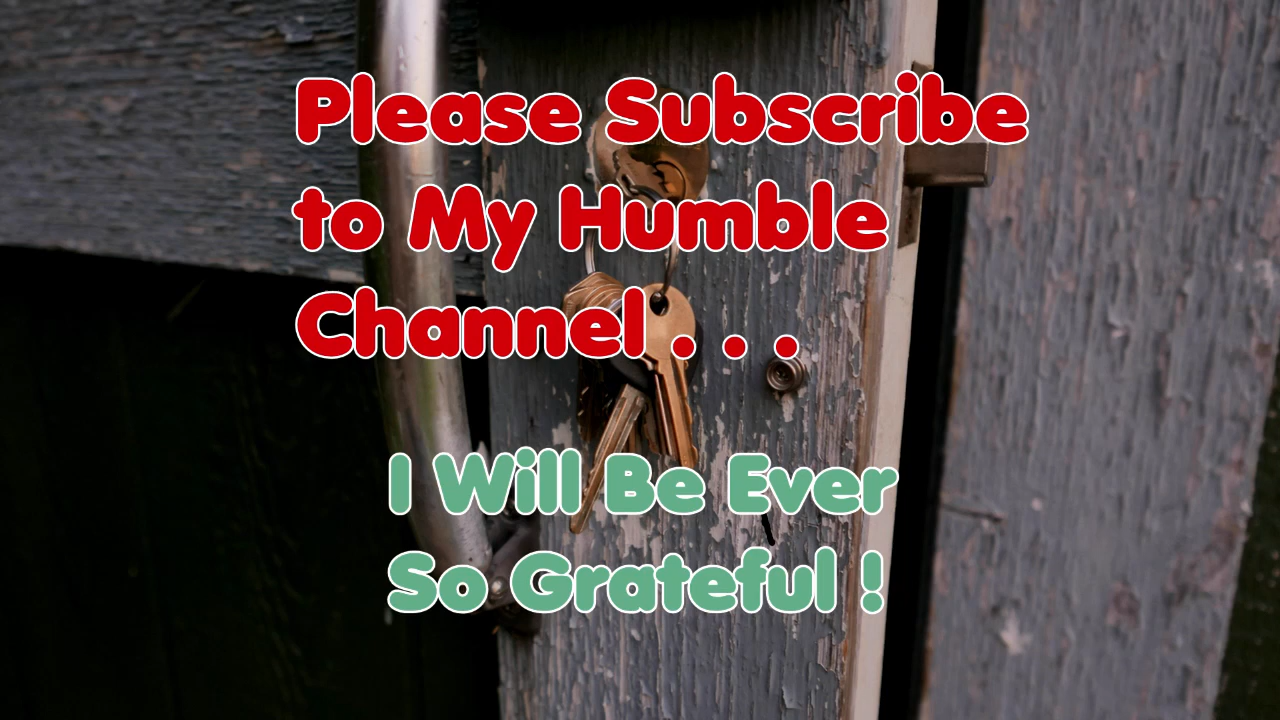 Please Subscribe
to My Humble
Channel . . .
I Will Be Ever
So Grateful !